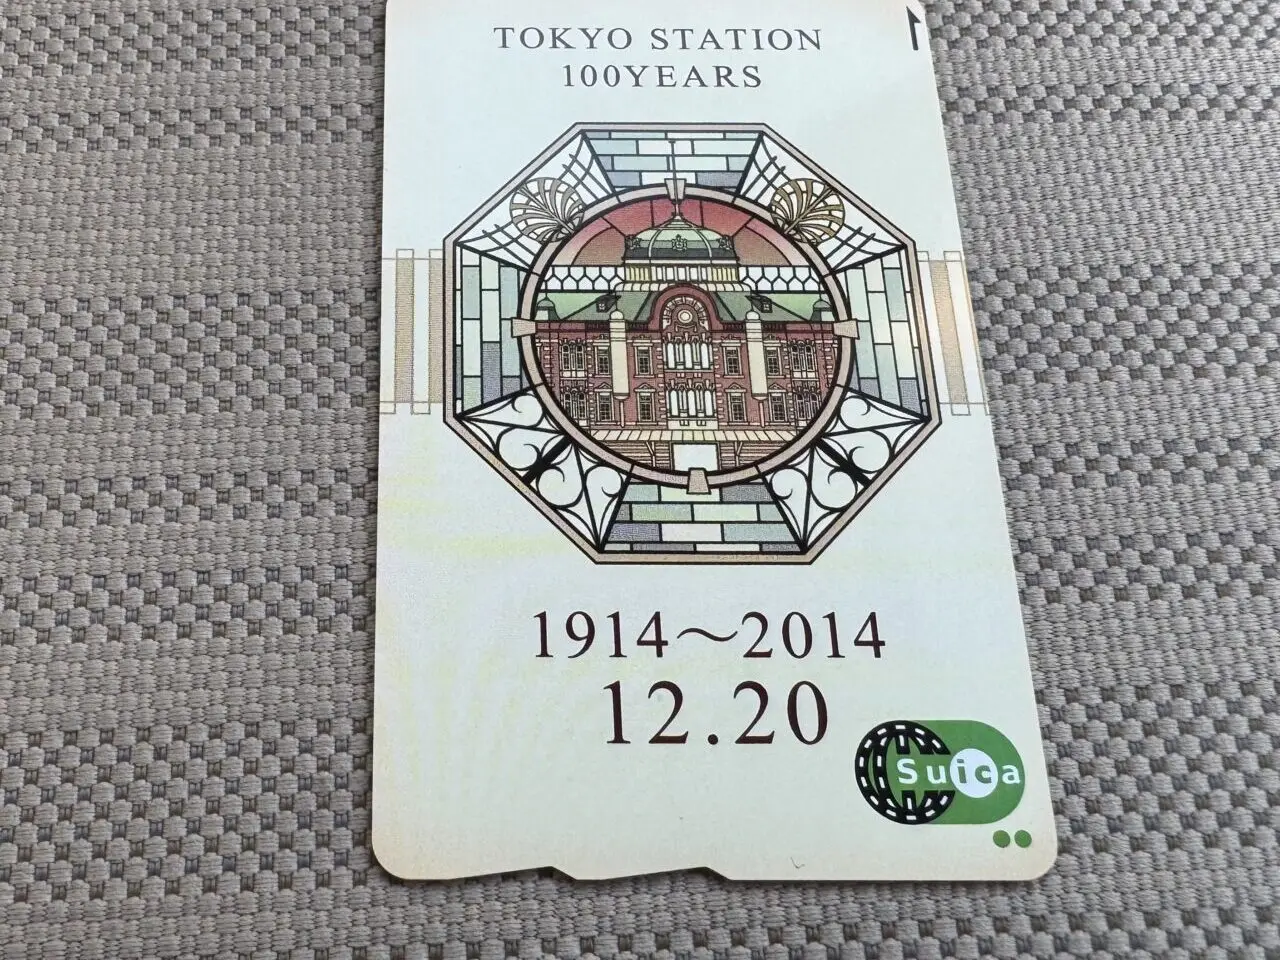 TOKYO STATION
100YEARS
1914～2014
12.20
Suica